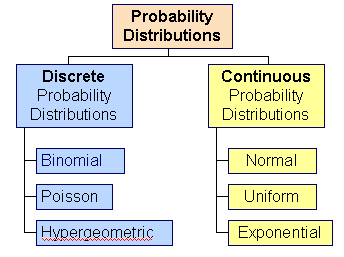 Probability
Distributions
Discrete
Probability
Distributions
Binomial
Poisson
Hypergeometric
Continuous
Probability
Distributions
Normal
Uniform
Exponential